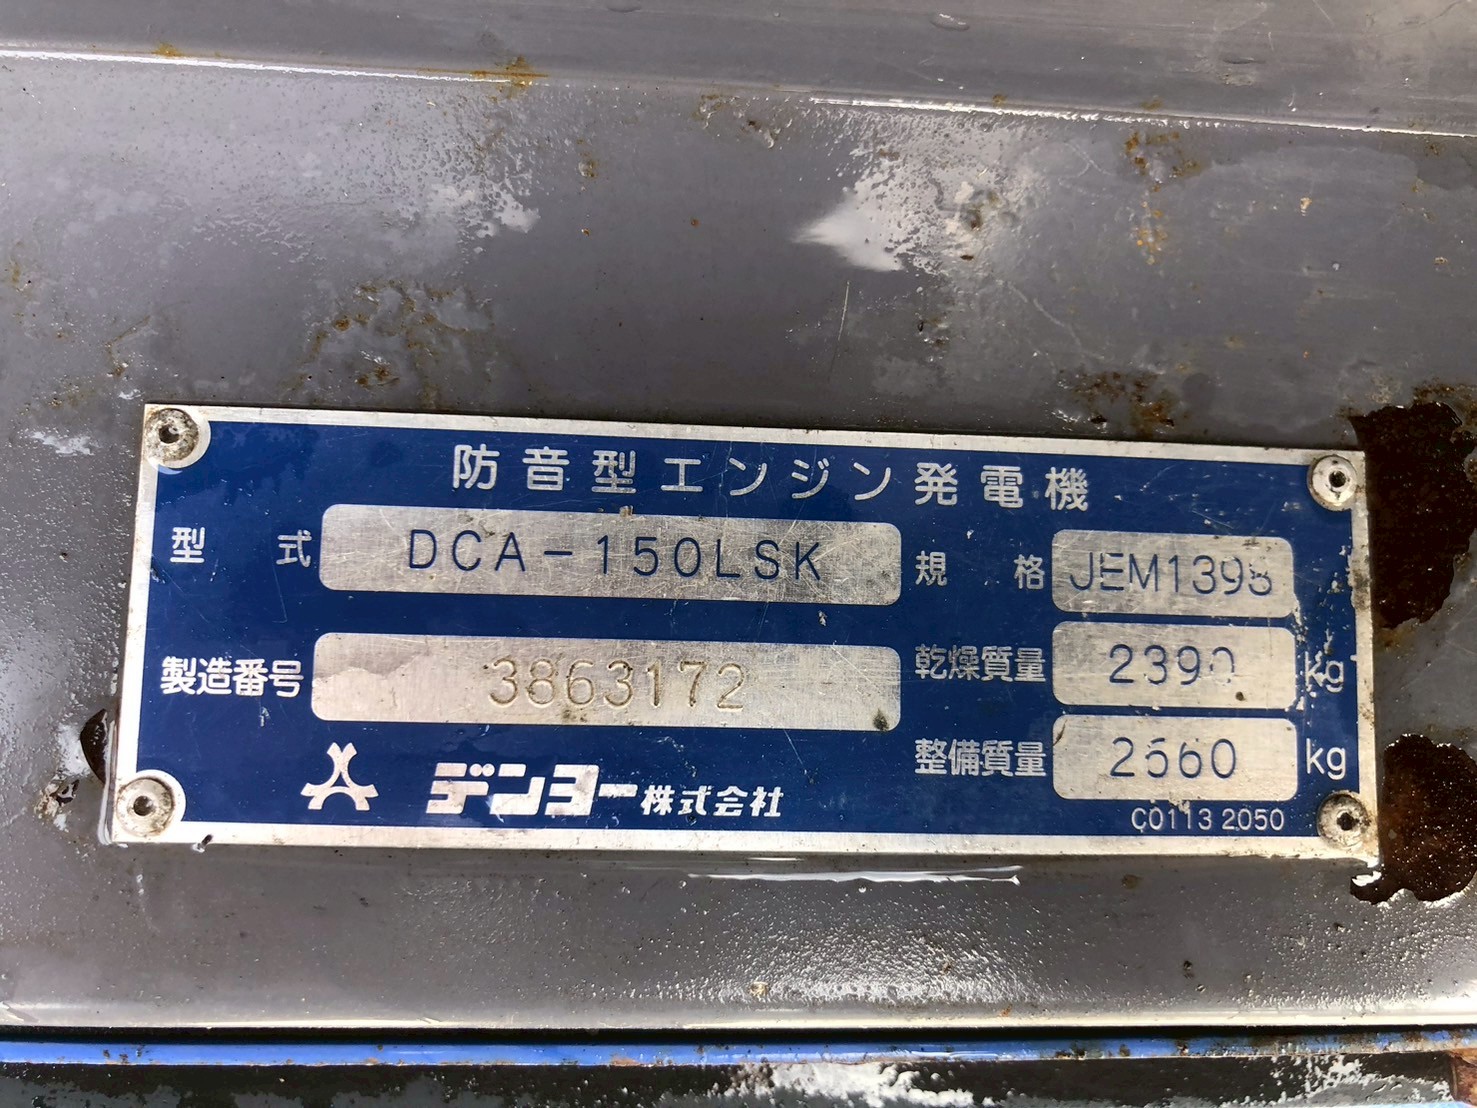 防音型エンジン発電機
型式 DCA-150LSK 規格 JEM1398
製造番号 3863172 乾燥質量 2390 kg
整備質量 2560 kg
デンヨー株式会社
C0113 2050